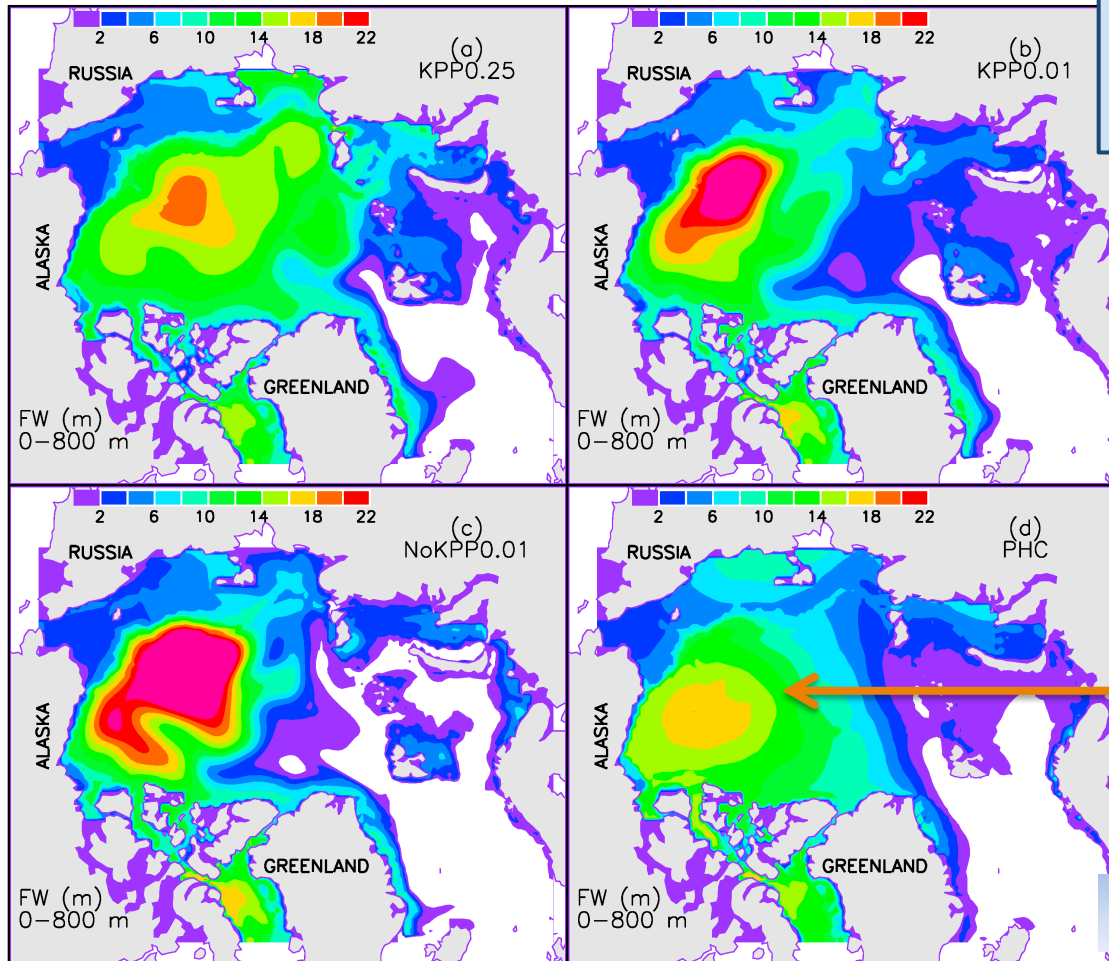 2 6 10 14 18 22
(a)
KPP0.25
RUSSIA
ALASKA
GREENLAND
FW (m)
0-800 m
2 6 10 14 18 22
(b)
KPP0.01
RUSSIA
ALASKA
GREENLAND
FW (m)
0-800 m
2 6 10 14 18 22
(c)
NoKPP0.01
RUSSIA
ALASKA
GREENLAND
FW (m)
0-800 m
2 6 10 14 18 22
(d)
PHC
RUSSIA
ALASKA
GREENLAND
FW (m)
0-800 m